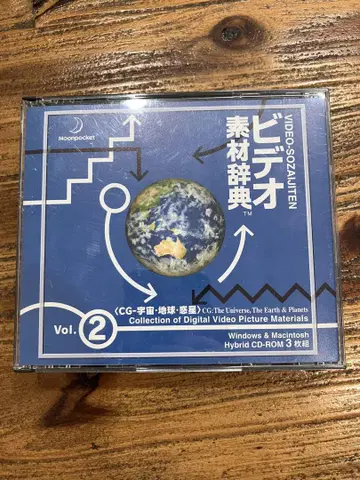 Moonpocket
VIDEO-SOZAIJITEN
ビデオ
素材辞典™
〈CG-宇宙・地球・惑星〉 CG:The Universe, The Earth & Planets
Vol. 2 Collection of Digital Video Picture Materials
Windows & Macintosh
Hybrid CD-ROM 3枚組